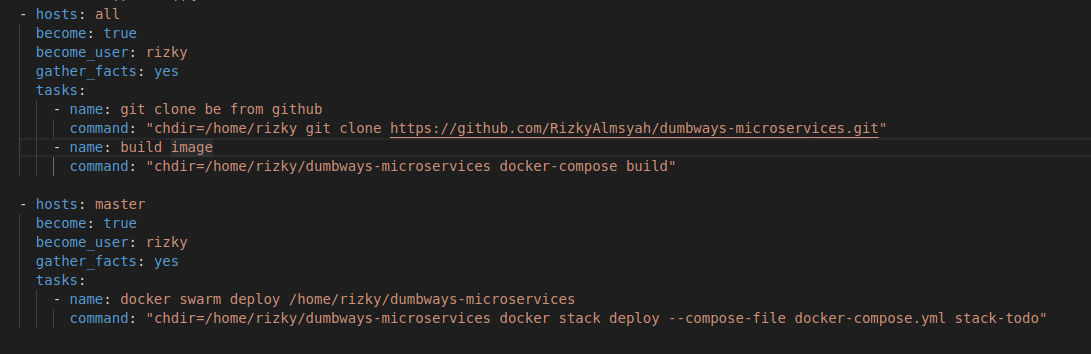 - hosts: all
  become: true
  become_user: rizky
  gather_facts: yes
  tasks:
    - name: git clone be from github
      command: "chdir=/home/rizky git clone https://github.com/RizkyAlmsyah/dumbways-microservices.git"
    - name: build image
      command: "chdir=/home/rizky/dumbways-microservices docker-compose build"

- hosts: master
  become: true
  become_user: rizky
  gather_facts: yes
  tasks:
    - name: docker swarm deploy /home/rizky/dumbways-microservices
      command: "chdir=/home/rizky/dumbways-microservices docker stack deploy --compose-file docker-compose.yml stack-todo"